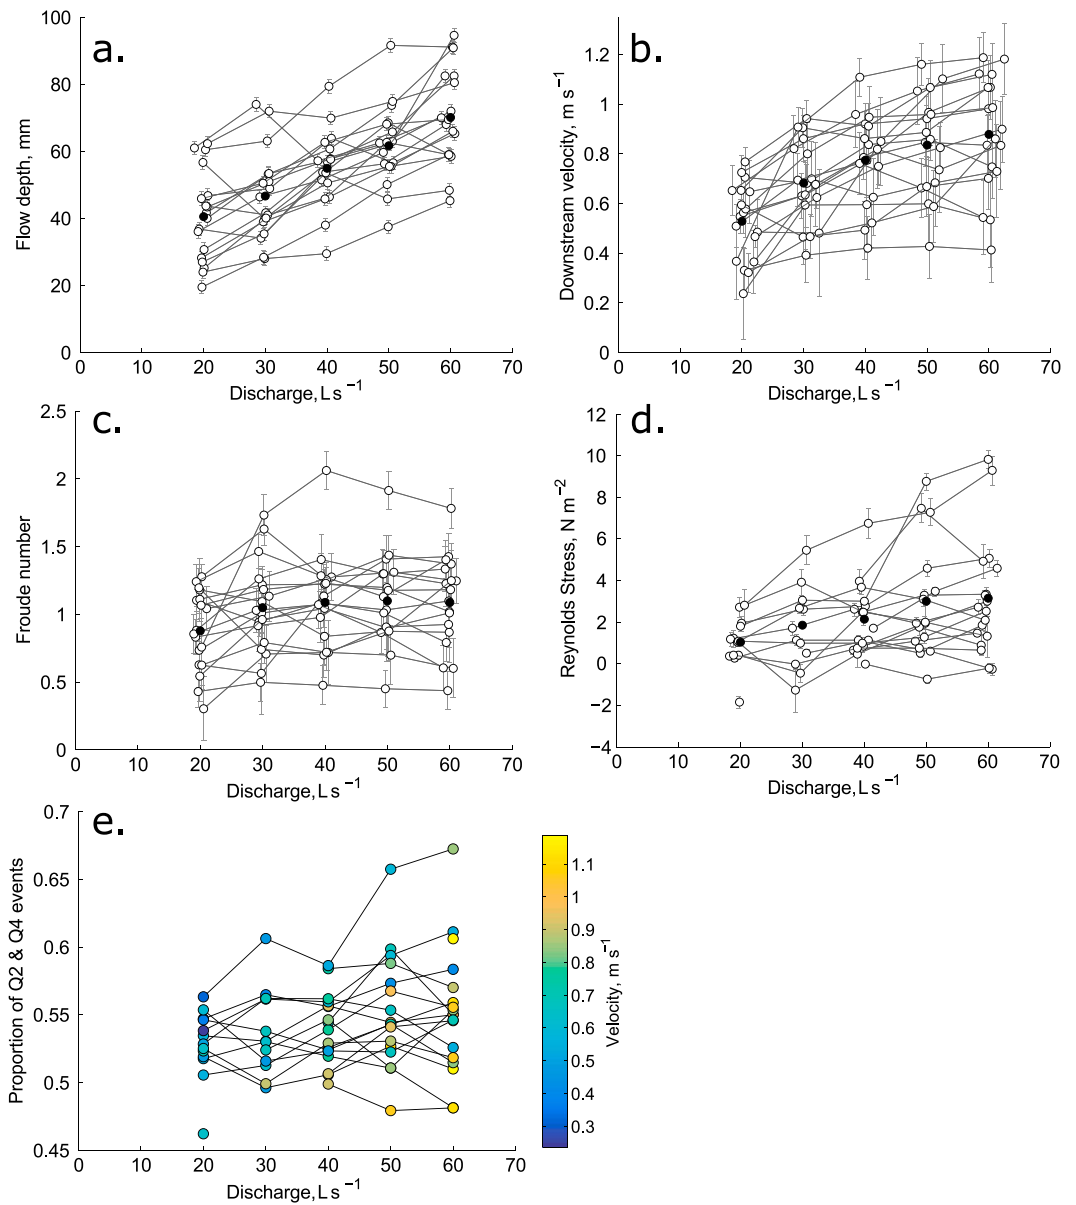 a.
Flow depth, mm
100
80
60
40
20
0
0 10 20 30 40 50 60 70
Discharge, L s⁻¹
b.
Downstream velocity, m s⁻¹
1.2
1
0.8
0.6
0.4
0.2
0
0 10 20 30 40 50 60 70
Discharge, L s⁻¹
c.
Froude number
2.5
2
1.5
1
0.5
0
0 10 20 30 40 50 60 70
Discharge, L s⁻¹
d.
Reynolds Stress, N m⁻²
12
10
8
6
4
2
0
−2
−4
0 10 20 30 40 50 60 70
Discharge, L s⁻¹
e.
Proportion of Q2 & Q4 events
0.7
0.65
0.6
0.55
0.5
0.45
0 10 20 30 40 50 60 70
Discharge, L s⁻¹
1.1
1
0.9
0.8
0.7
0.6
0.5
0.4
0.3
Velocity, m s⁻¹